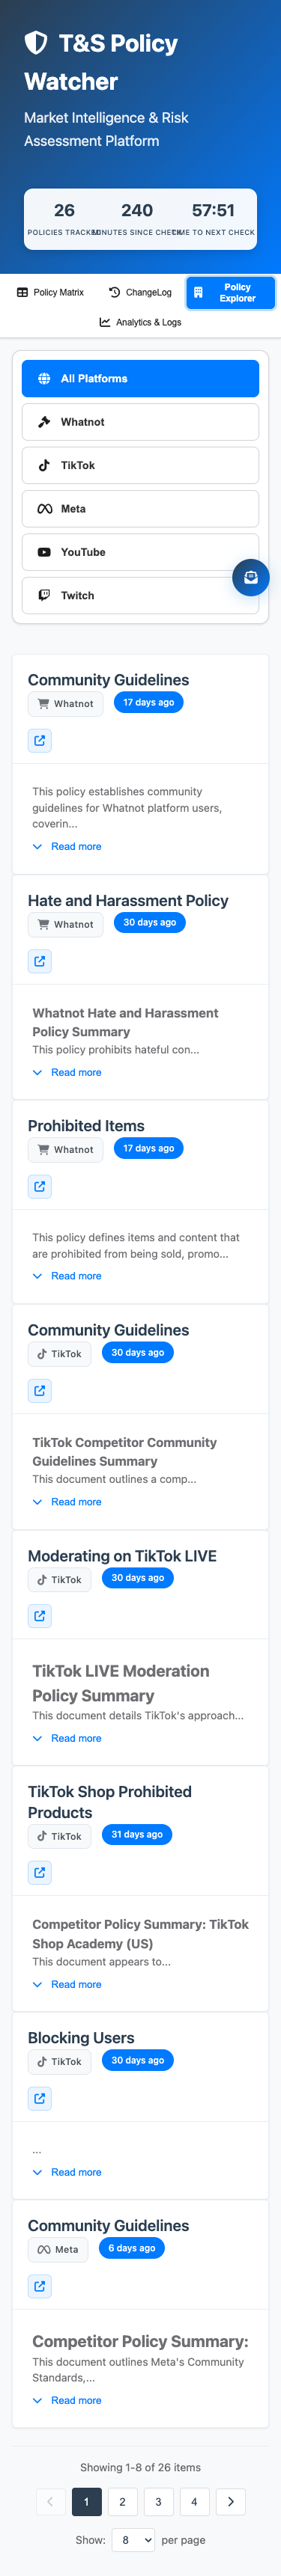 T&S Policy
Watcher
Market Intelligence & Risk
Assessment Platform
26
240
57:51
POLICIES TRACKED
MINUTES SINCE CHECK
TIME TO NEXT CHECK
Policy Matrix
ChangeLog
Policy
Explorer
Analytics & Logs
All Platforms
Whatnot
TikTok
Meta
YouTube
Twitch
Community Guidelines
Whatnot
17 days ago
This policy establishes community
guidelines for Whatnot platform users,
coverin...
Read more
Hate and Harassment Policy
Whatnot
30 days ago
Whatnot Hate and Harassment
Policy Summary
This policy prohibits hateful con...
Read more
Prohibited Items
Whatnot
17 days ago
This policy defines items and content that
are prohibited from being sold, promo...
Read more
Community Guidelines
TikTok
30 days ago
TikTok Competitor Community
Guidelines Summary
This document outlines a comp...
Read more
Moderating on TikTok LIVE
TikTok
30 days ago
TikTok LIVE Moderation
Policy Summary
This document details TikTok's approach...
Read more
TikTok Shop Prohibited
Products
TikTok
31 days ago
Competitor Policy Summary: TikTok
Shop Academy (US)
This document appears to...
Read more
Blocking Users
TikTok
30 days ago
...
Read more
Community Guidelines
Meta
6 days ago
Competitor Policy Summary:
This document outlines Meta's Community
Standards,...
Read more
Showing 1-8 of 26 items
1
2
3
4
Show:
8
per page